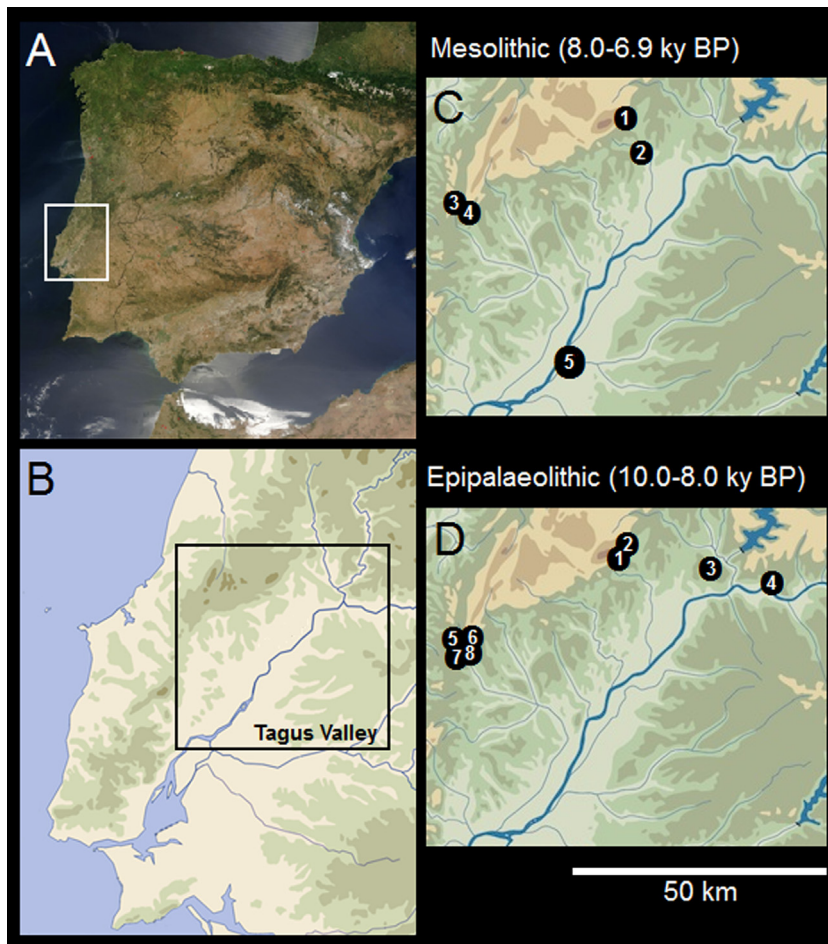 A
Mesolithic (8.0-6.9 ky BP)
C
1
2
3
4
5
B
Tagus Valley
Epipalaeolithic (10.0-8.0 ky BP)
D
2
1
3
4
5 6
7 8
50 km